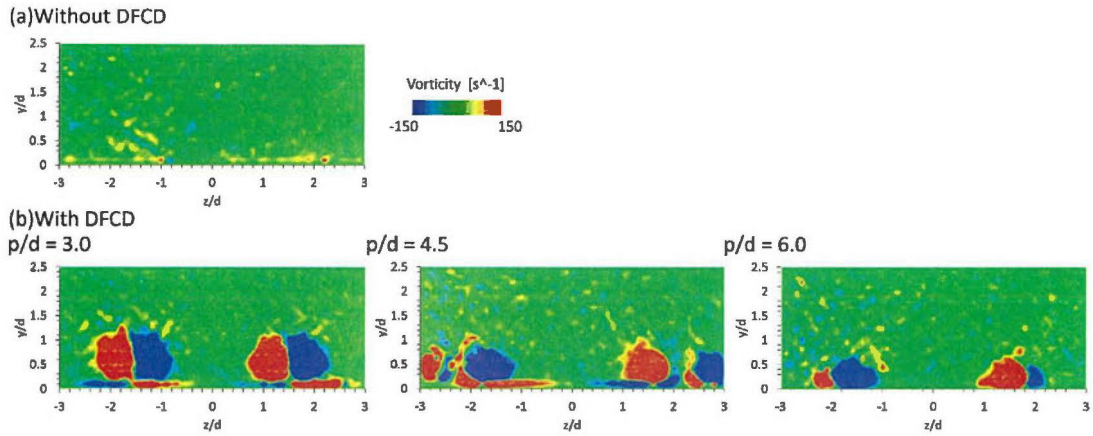 (a)Without DFCD
2.5
2
1.5
1
0.5
0
y/d
-3 -2 -1 0 1 2 3
z/d
Vorticity [s^-1]
-150 150
(b)With DFCD
p/d = 3.0 p/d = 4.5 p/d = 6.0
2.5 2.5 2.5
2 2 2
1.5 1.5 1.5
1 1 1
0.5 0.5 0.5
0 0 0
y/d y/d y/d
-3 -2 -1 0 1 2 3 -3 -2 -1 0 1 2 3 -3 -2 -1 0 1 2 3
z/d z/d z/d